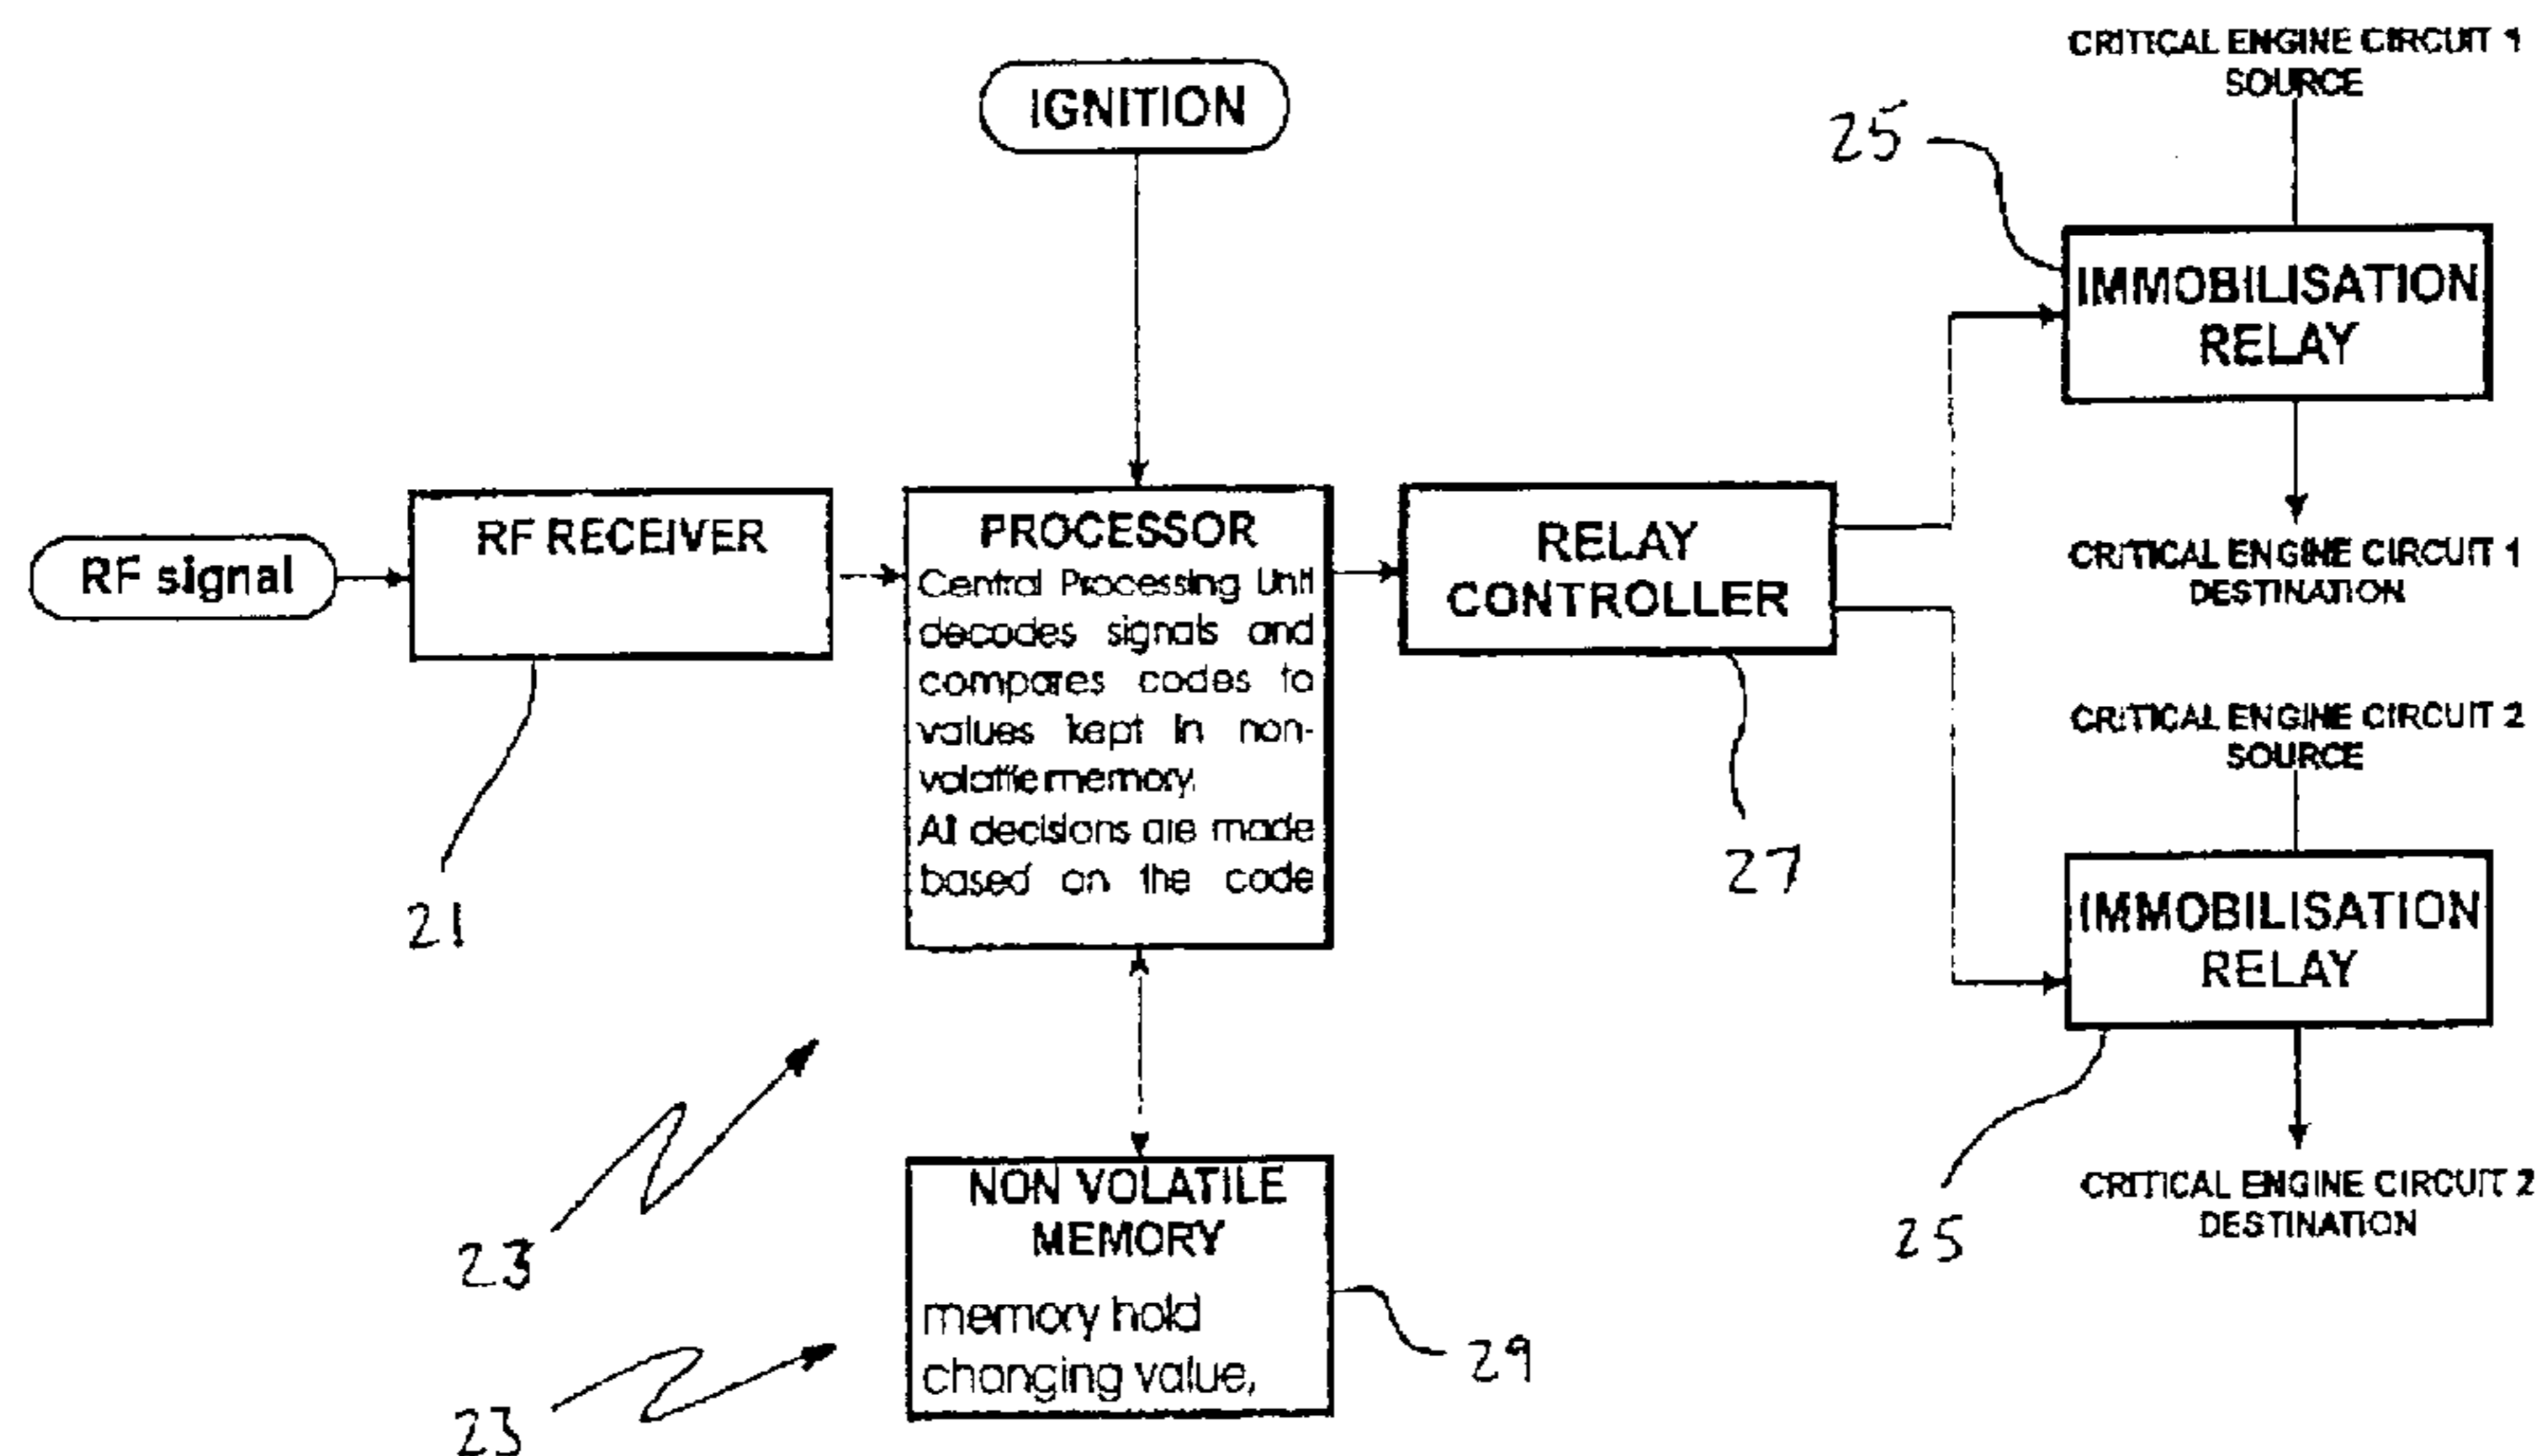 CRITICAL ENGINE CIRCUIT 1
SOURCE
IGNITION
25
IMMOBILISATION
RELAY
RF signal
RF RECEIVER
21
PROCESSOR
Central Processing Unit
decodes signals and
compares codes to
values kept in non-
volatile memory.
All decisions are made
based on the code
RELAY
CONTROLLER
27
CRITICAL ENGINE CIRCUIT 1
DESTINATION
CRITICAL ENGINE CIRCUIT 2
SOURCE
IMMOBILISATION
RELAY
25
CRITICAL ENGINE CIRCUIT 2
DESTINATION
23
NON VOLATILE
MEMORY
memory hold
changing value,
29
23